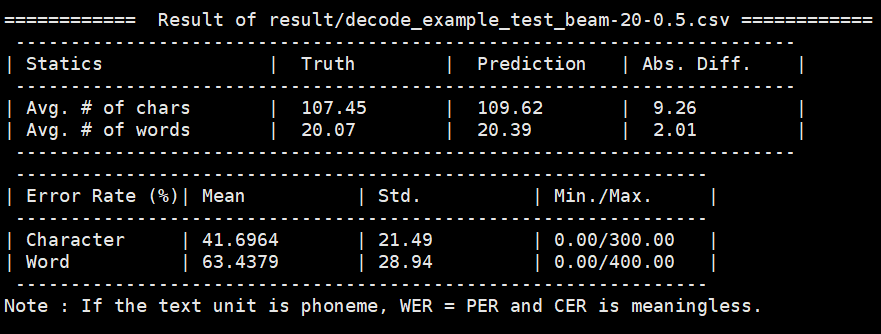 ============  Result of result/decode_example_test_beam-20-0.5.csv ============
 -----------------------------------------------------------------------
| Statics               |  Truth        |  Prediction   | Abs. Diff.    |
 -----------------------------------------------------------------------
| Avg. # of chars       |  107.45       |  109.62       |  9.26         |
| Avg. # of words       |  20.07        |  20.39        |  2.01         |
 -----------------------------------------------------------------------
 ---------------------------------------------------------------
| Error Rate (%)| Mean          | Std.          | Min./Max.     |
 ---------------------------------------------------------------
| Character     | 41.6964       | 21.49         | 0.00/300.00   |
| Word          | 63.4379       | 28.94         | 0.00/400.00   |
 ---------------------------------------------------------------
Note : If the text unit is phoneme, WER = PER and CER is meaningless.